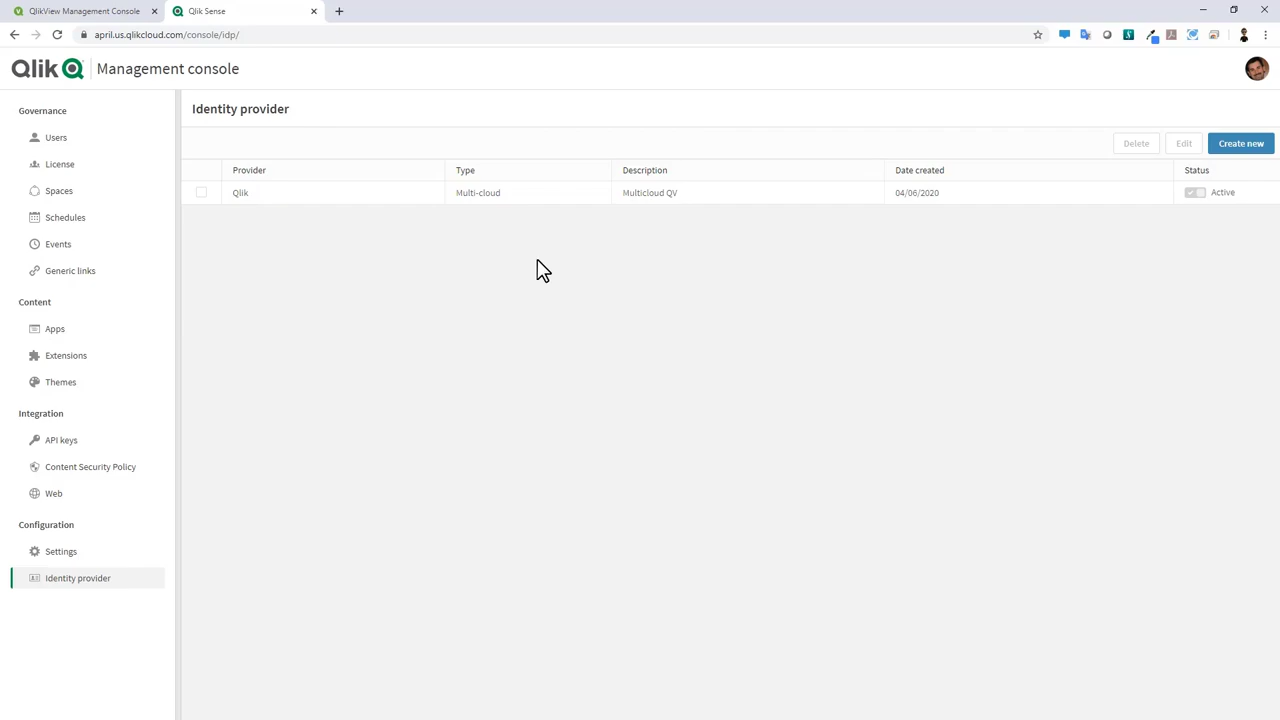 QlikView Management Console
Qlik Sense
april.us.qlikcloud.com/console/idp/
Qlik
Management console
Governance
Users
License
Spaces
Schedules
Events
Generic links
Content
Apps
Extensions
Themes
Integration
API keys
Content Security Policy
Web
Configuration
Settings
Identity provider
Identity provider
Delete Edit Create new
Provider Type Description Date created Status
Qlik Multi-cloud Multicloud QV 04/06/2020 Active